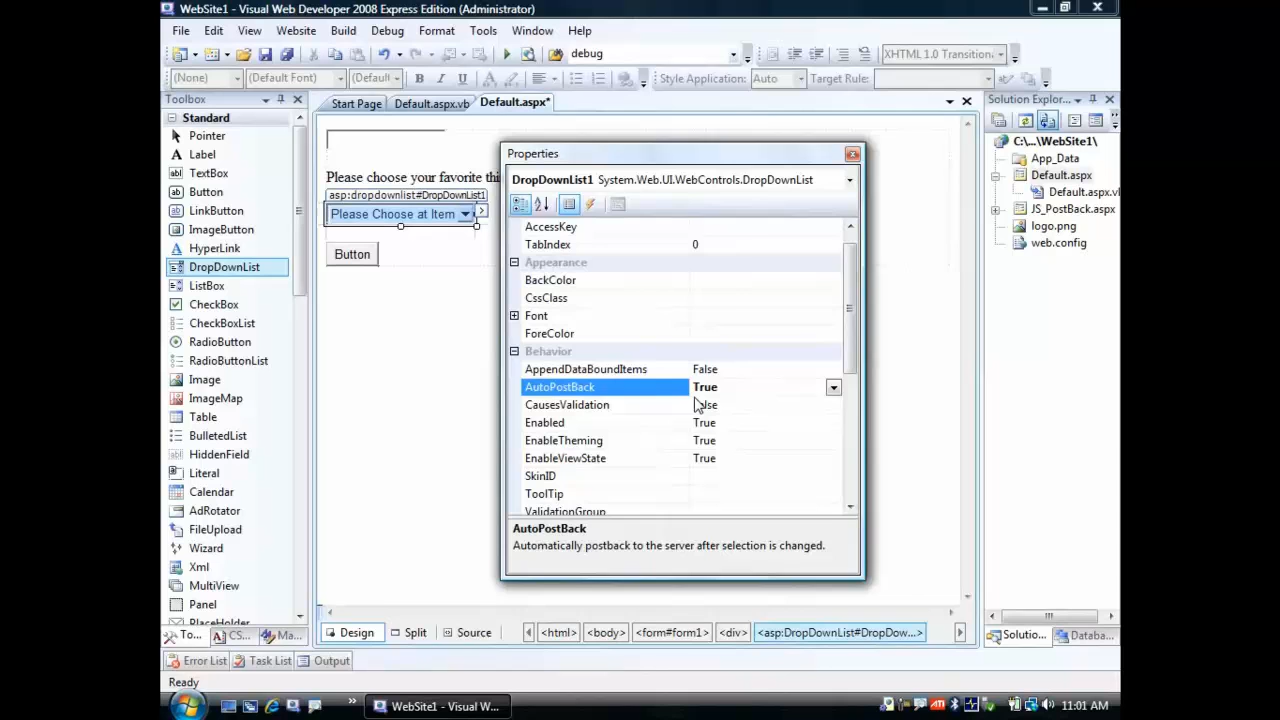 WebSite1 - Visual Web Developer 2008 Express Edition (Administrator)
File Edit View Website Build Debug Format Tools Window Help
debug XHTML 1.0 Transition
(None) (Default Font) (Default B I U A Style Application: Auto Target Rule:
Toolbox
Standard
Pointer
Label
TextBox
Button
LinkButton
ImageButton
HyperLink
DropDownList
ListBox
CheckBox
CheckBoxList
RadioButton
RadioButtonList
Image
ImageMap
Table
BulletedList
HiddenField
Literal
Calendar
AdRotator
FileUpload
Wizard
Xml
MultiView
Panel
PlaceHolder
To... CS... Ma...
Start Page Default.aspx.vb Default.aspx*
Please choose your favorite thi
asp:dropdownlist#DropDownList1
Please Choose at Item
Button
Properties
DropDownList1 System.Web.UI.WebControls.DropDownList
AccessKey
TabIndex 0
Appearance
BackColor
CssClass
Font
ForeColor
Behavior
AppendDataBoundItems False
AutoPostBack True
CausesValidation False
Enabled True
EnableTheming True
EnableViewState True
SkinID
ToolTip
ValidationGroup
AutoPostBack
Automatically postback to the server after selection is changed.
Design Split Source <html> <body> <form#form1> <div> <asp:DropDownList#DropDow...>
Solution Explor...
C:\...\WebSite1\
App_Data
Default.aspx
Default.aspx.vl
JS_PostBack.aspx
logo.png
web.config
Solutio... Databa...
Error List Task List Output
Ready
WebSite1 - Visual W... 11:01 AM